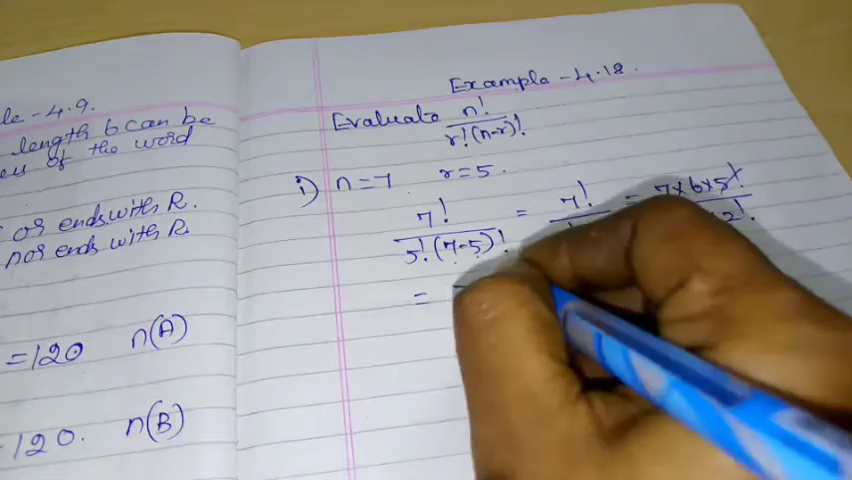 le-4.9.
length 6 can be
of the word
or ends with R.
nor ends with R.
=120 n(A)
120. n(B)
Example-4.18.
Evaluate n!/r!(n-r)!
i) n=7 r=5.
7!/5!(7-5)! = 7! = 7×6×5!/2!
=